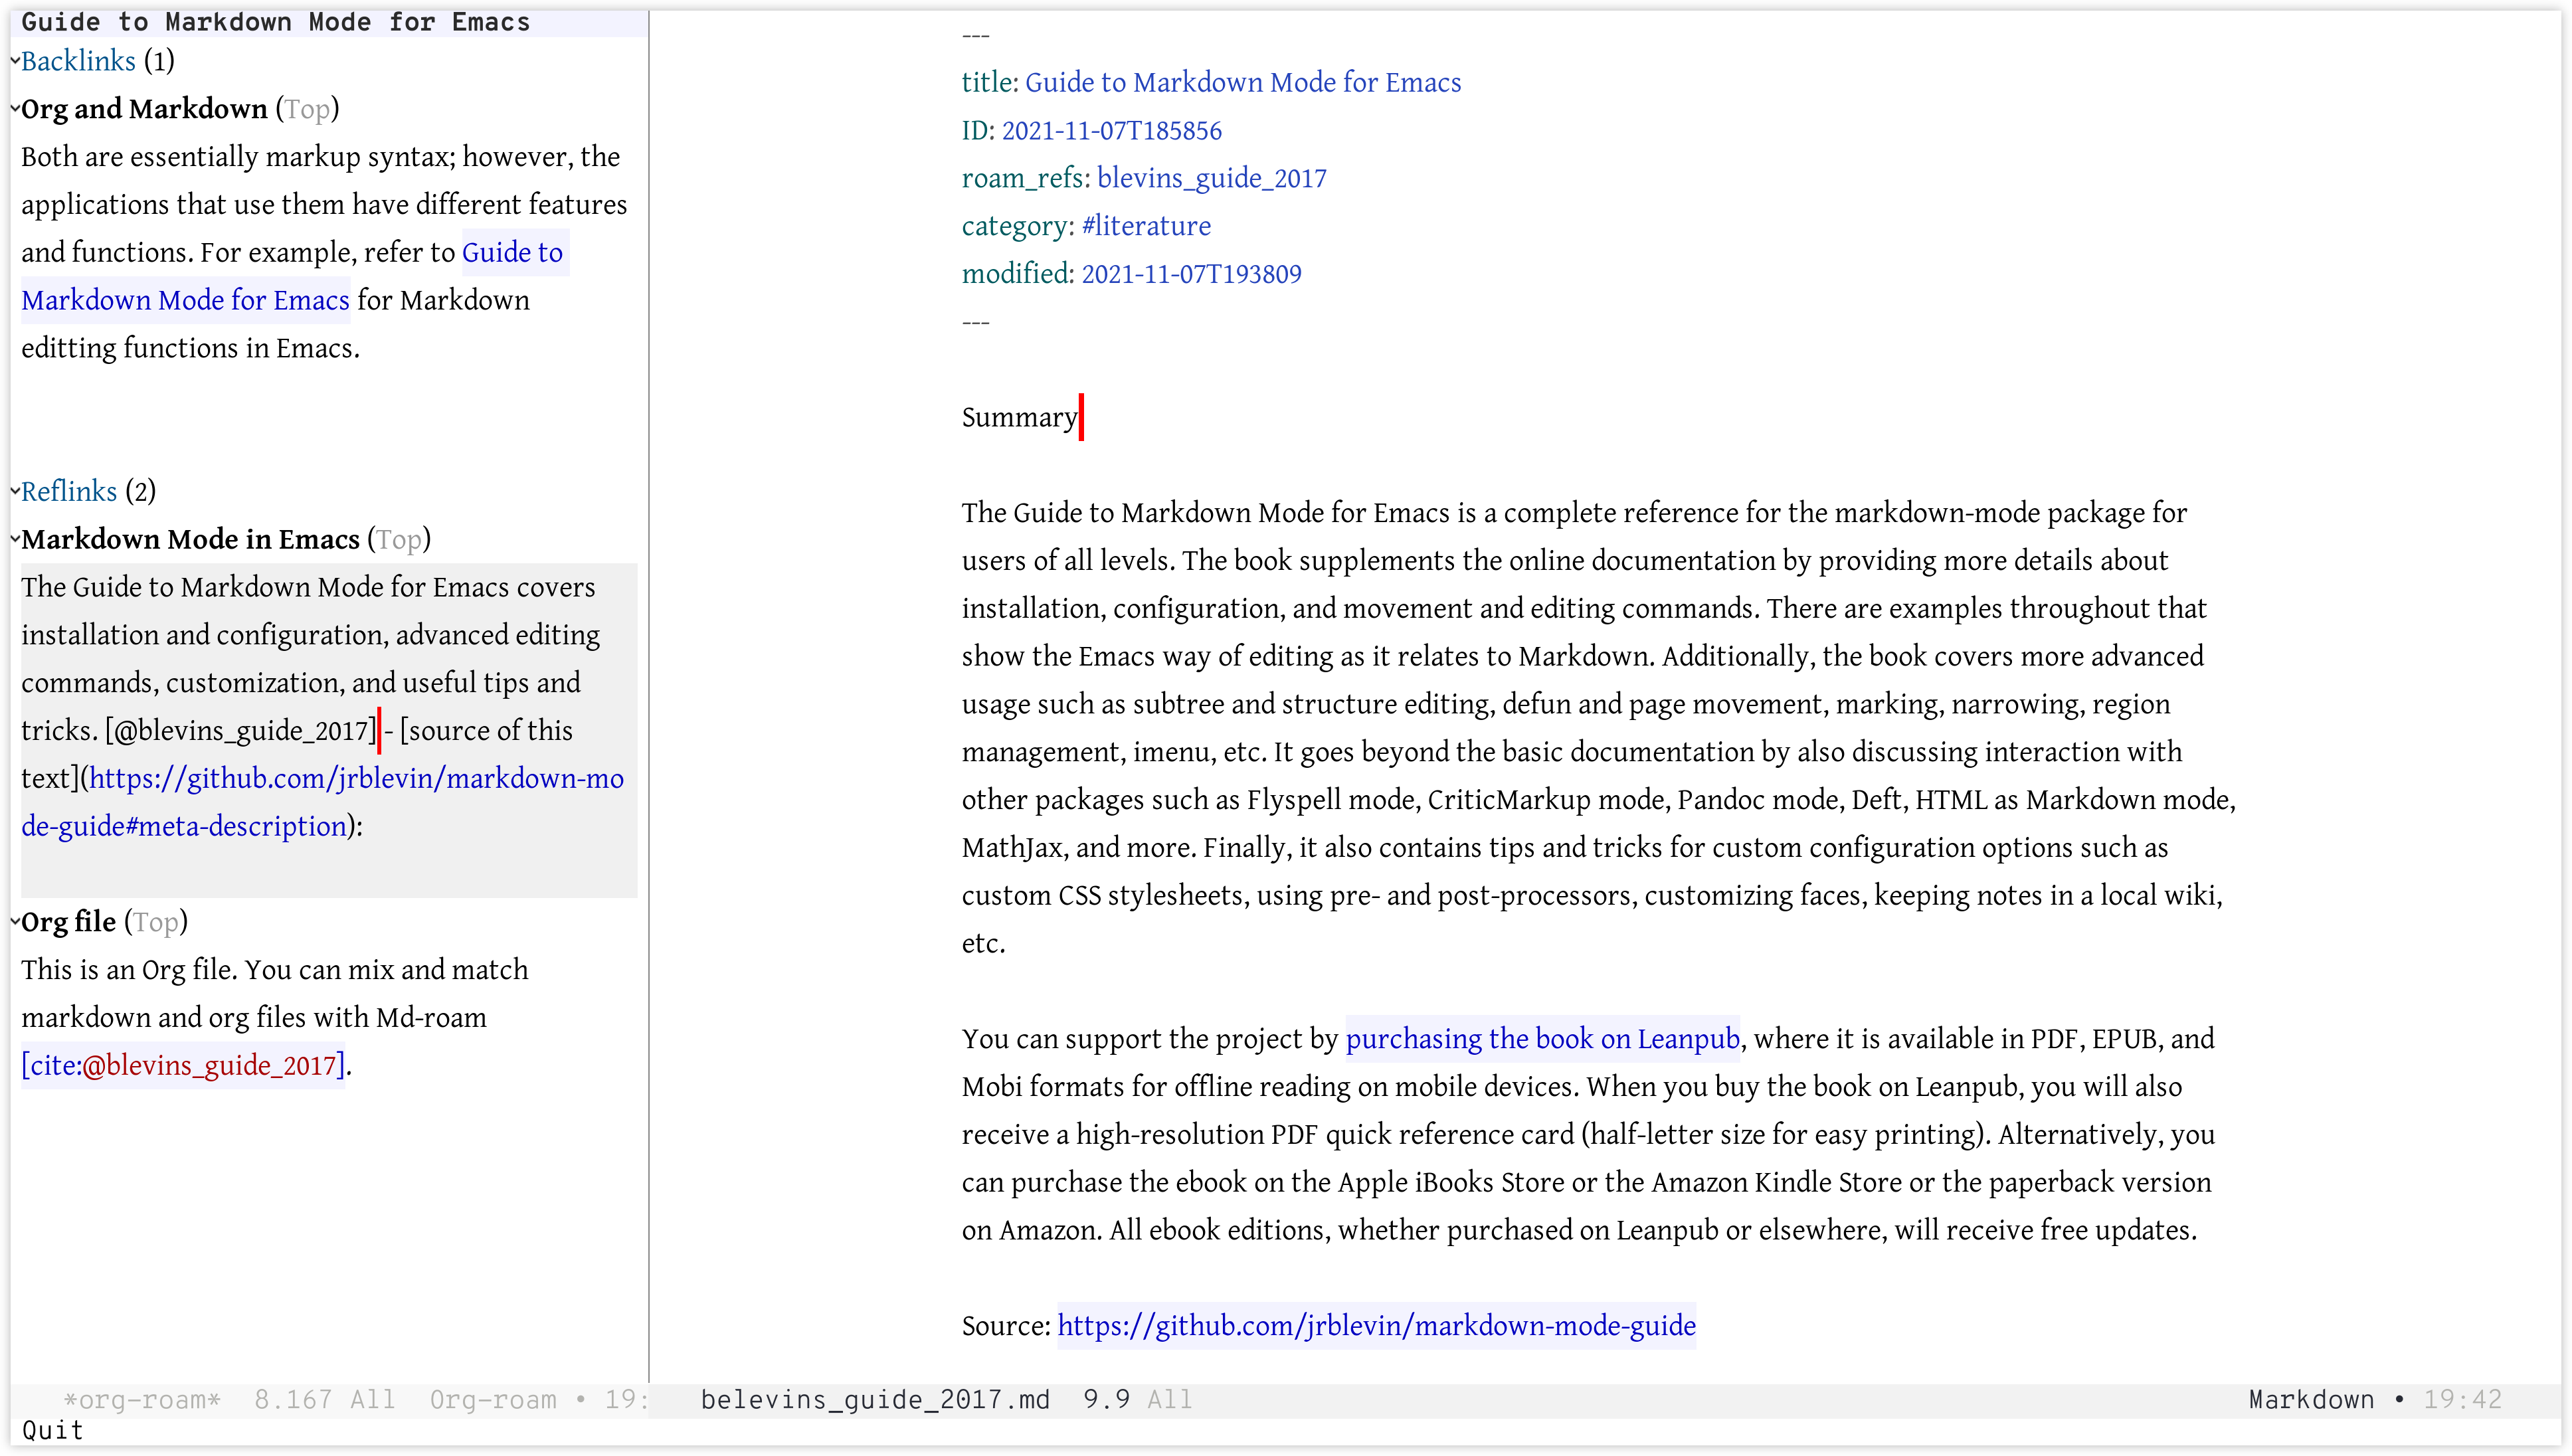 Guide to Markdown Mode for Emacs
Backlinks (1)
Org and Markdown (Top)
Both are essentially markup syntax; however, the
applications that use them have different features
and functions. For example, refer to Guide to
Markdown Mode for Emacs for Markdown
editting functions in Emacs.
Reflinks (2)
Markdown Mode in Emacs (Top)
The Guide to Markdown Mode for Emacs covers
installation and configuration, advanced editing
commands, customization, and useful tips and
tricks. [@blevins_guide_2017] - [source of this
text](https://github.com/jrblevin/markdown-mo
de-guide#meta-description):
Org file (Top)
This is an Org file. You can mix and match
markdown and org files with Md-roam
[cite:@blevins_guide_2017].
*org-roam* 8.167 All Org-roam • 19:
---
title: Guide to Markdown Mode for Emacs
ID: 2021-11-07T185856
roam_refs: blevins_guide_2017
category: #literature
modified: 2021-11-07T193809
---
Summary
The Guide to Markdown Mode for Emacs is a complete reference for the markdown-mode package for
users of all levels. The book supplements the online documentation by providing more details about
installation, configuration, and movement and editing commands. There are examples throughout that
show the Emacs way of editing as it relates to Markdown. Additionally, the book covers more advanced
usage such as subtree and structure editing, defun and page movement, marking, narrowing, region
management, imenu, etc. It goes beyond the basic documentation by also discussing interaction with
other packages such as Flyspell mode, CriticMarkup mode, Pandoc mode, Deft, HTML as Markdown mode,
MathJax, and more. Finally, it also contains tips and tricks for custom configuration options such as
custom CSS stylesheets, using pre- and post-processors, customizing faces, keeping notes in a local wiki,
etc.
You can support the project by purchasing the book on Leanpub, where it is available in PDF, EPUB, and
Mobi formats for offline reading on mobile devices. When you buy the book on Leanpub, you will also
receive a high-resolution PDF quick reference card (half-letter size for easy printing). Alternatively, you
can purchase the ebook on the Apple iBooks Store or the Amazon Kindle Store or the paperback version
on Amazon. All ebook editions, whether purchased on Leanpub or elsewhere, will receive free updates.
Source: https://github.com/jrblevin/markdown-mode-guide
belevins_guide_2017.md 9.9 All Markdown • 19:42
Quit